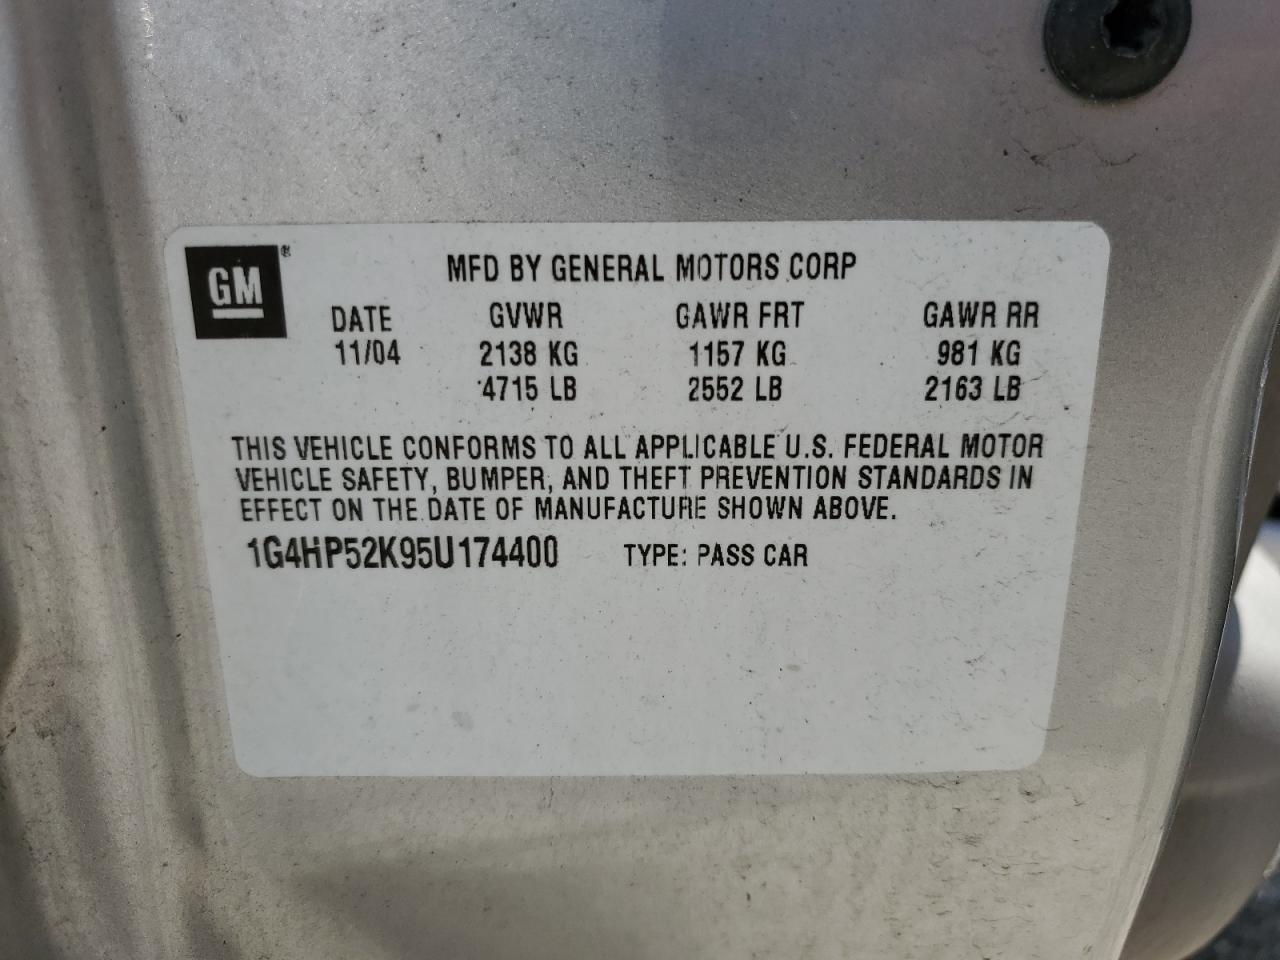 GM®
MFD BY GENERAL MOTORS CORP
DATE GVWR GAWR FRT GAWR RR
11/04 2138 KG 1157 KG 981 KG
4715 LB 2552 LB 2163 LB
THIS VEHICLE CONFORMS TO ALL APPLICABLE U.S. FEDERAL MOTOR
VEHICLE SAFETY, BUMPER, AND THEFT PREVENTION STANDARDS IN
EFFECT ON THE DATE OF MANUFACTURE SHOWN ABOVE.
1G4HP52K95U174400 TYPE: PASS CAR